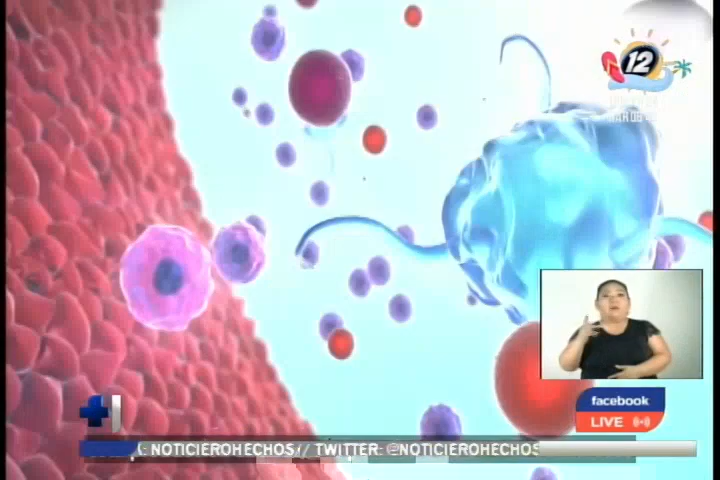 12
facebook
LIVE
K: NOTICIEROHECHOS // TWITTER: @NOTICIEROHECHOS